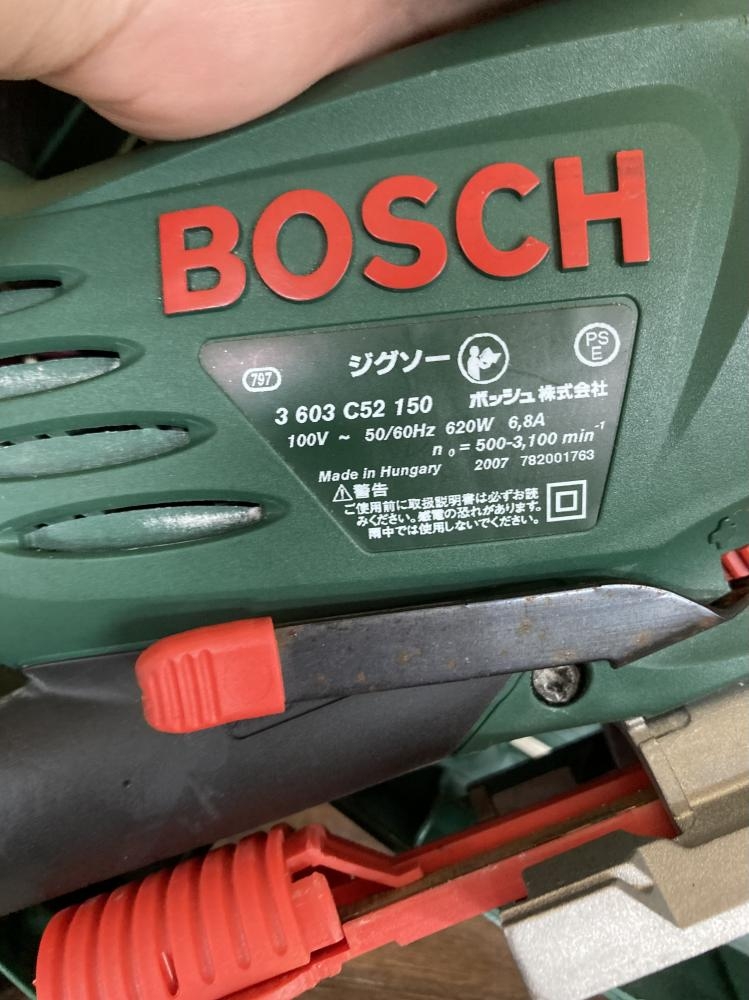 BOSCH
797 ジグソー PS E
3 603 C52 150 ボッシュ株式会社
100V ~ 50/60Hz 620W 6,8A
n₀ = 500-3,100 min⁻¹
Made in Hungary 2007 782001763
⚠警告
ご使用前に取扱説明書は必ずお読
みください。感電の恐れがあります。
雨中では使用しないでください。